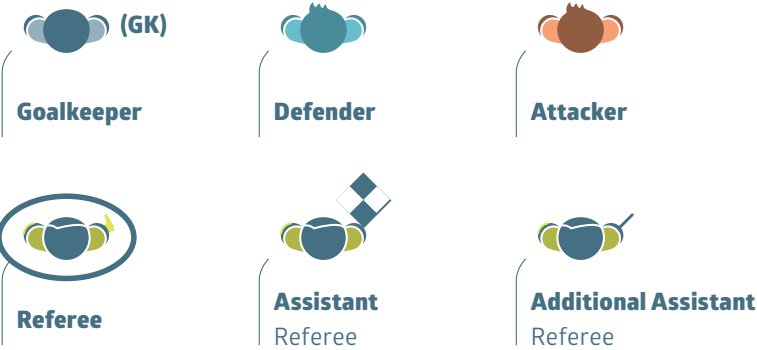 (GK)
Goalkeeper
Defender
Attacker
Referee
Assistant
Referee
Additional Assistant
Referee